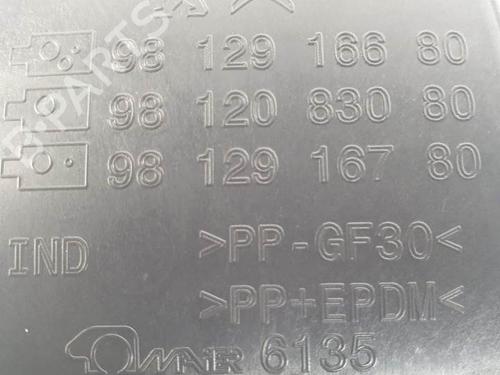 98 129 166 80
98 120 830 80
98 129 167 80
IND >PP-GF30<
>PP+EPDM<
MAIER 6135
B-PARTS